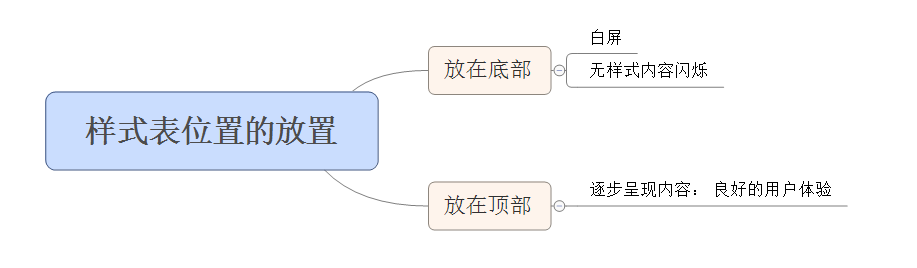 样式表位置的放置
放在底部
白屏
无样式内容闪烁
放在顶部
逐步呈现内容： 良好的用户体验